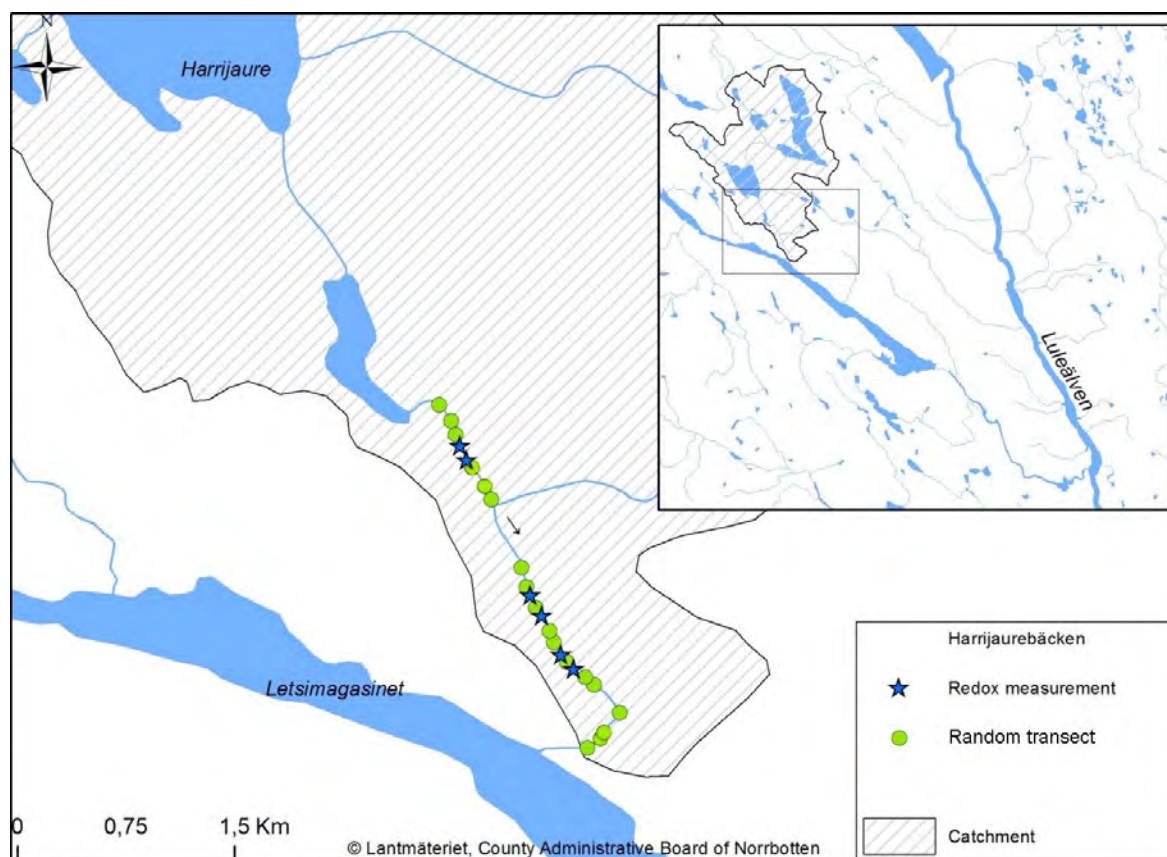 N
Harrijaure
Luleälven
Letsimagasinet
Harrijaurebäcken
Redox measurement
Random transect
Catchment
0 0,75 1,5 Km
© Lantmäteriet, County Administrative Board of Norrbotten